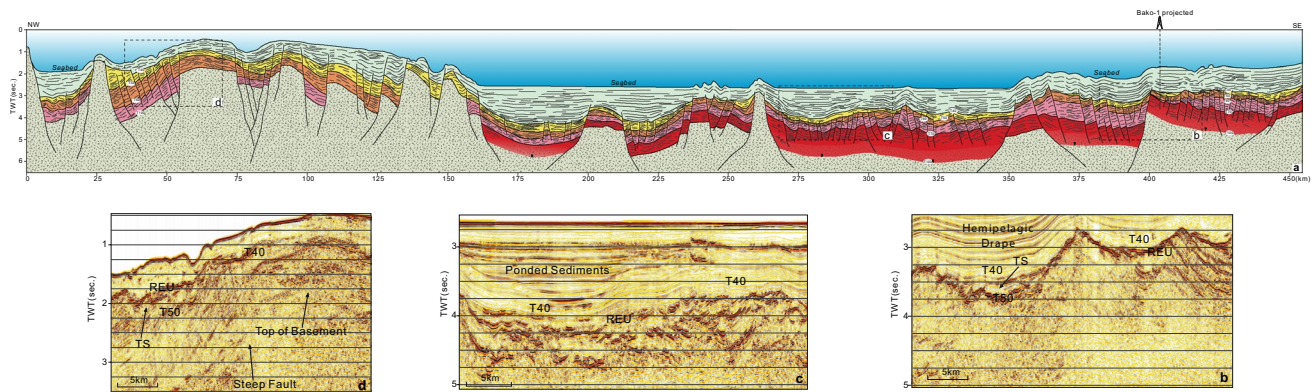 Bako-1 projected
NW
SE
0
1
2
3
4
5
6
TWT(sec.)
Seabed
Seabed
Seabed
d
c
b
a
0
25
50
75
100
125
150
175
200
225
250
275
300
325
350
375
400
425
450(km)
TWT(sec.)
1
2
3
T40
REU
T50
TS
Top of Basement
Steep Fault
5km
d
TWT(sec.)
3
4
5
Ponded Sediments
T40
T40
REU
5km
c
TWT(sec.)
3
4
5
Hemipelagic
Drape
T40
TS
REU
T40
T50
5km
b